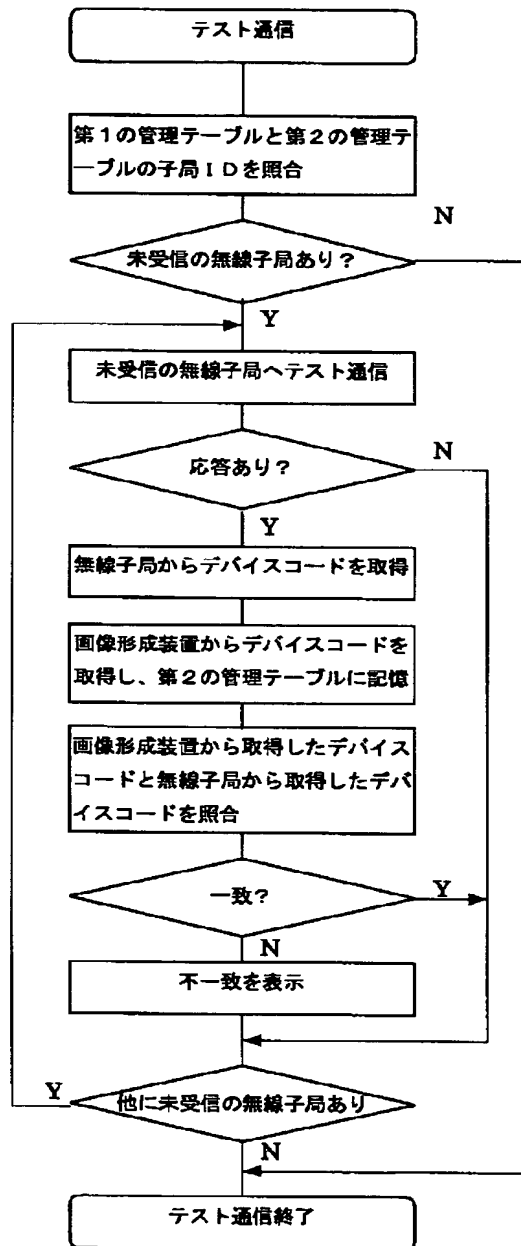 テスト通信
第1の管理テーブルと第2の管理テ
ーブルの子局IDを照合
N
未受信の無線子局あり?
Y
未受信の無線子局へテスト通信
N
応答あり?
Y
無線子局からデバイスコードを取得
画像形成装置からデバイスコードを
取得し、第2の管理テーブルに記憶
画像形成装置から取得したデバイス
コードと無線子局から取得したデバ
イスコードを照合
一致?
Y
N
不一致を表示
Y
他に未受信の無線子局あり
N
テスト通信終了